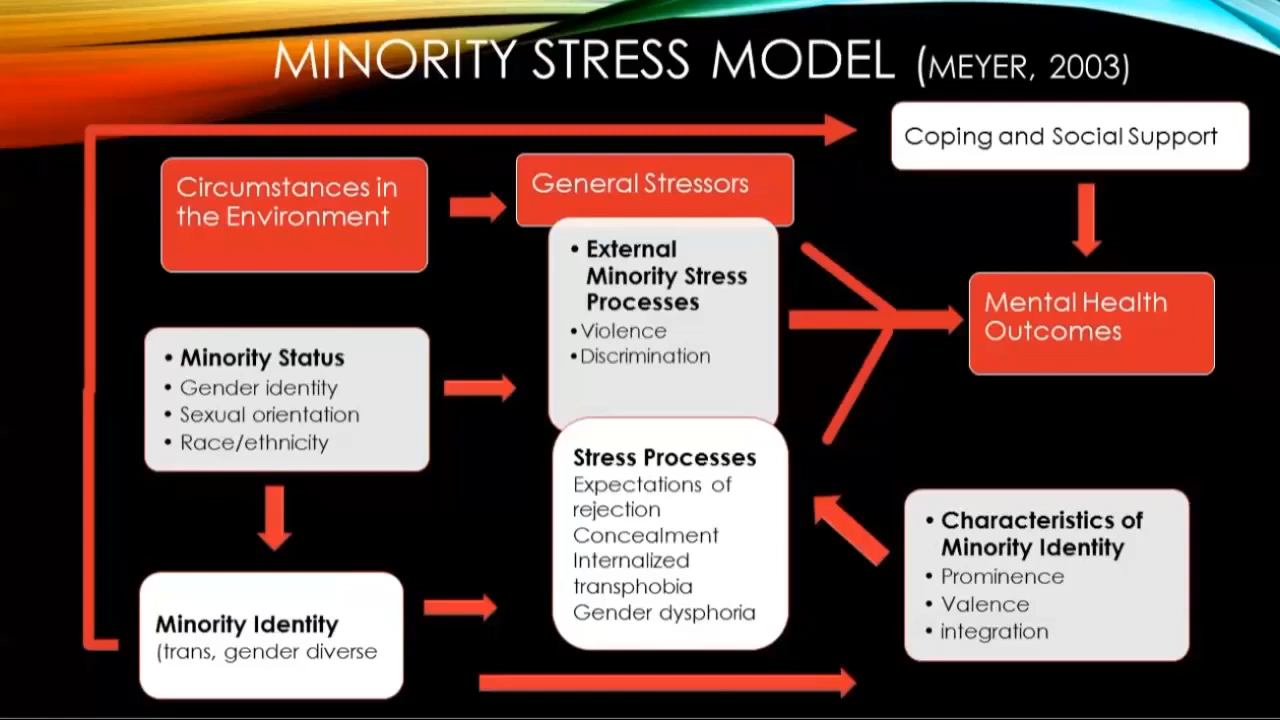 MINORITY STRESS MODEL (MEYER, 2003)
Coping and Social Support
Circumstances in
the Environment
General Stressors
• External
Minority Stress
Processes
•Violence
•Discrimination
Mental Health
Outcomes
• Minority Status
• Gender identity
• Sexual orientation
• Race/ethnicity
Stress Processes
Expectations of
rejection
Concealment
Internalized
transphobia
Gender dysphoria
• Characteristics of
Minority Identity
• Prominence
• Valence
• integration
Minority Identity
(trans, gender diverse